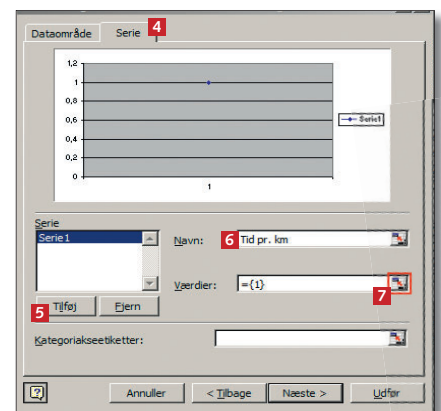 Dataområde Serie 4
1,2
1
0,8
0,6
0,4
0,2
0
1
Serie1
Serie
Serie1
Navn: 6 Tid pr. km
Værdier: ={1}
7
5 Tilføj Fjern
Kategoriakseetiketter:
? Annuller < Tilbage Næste > Udfør